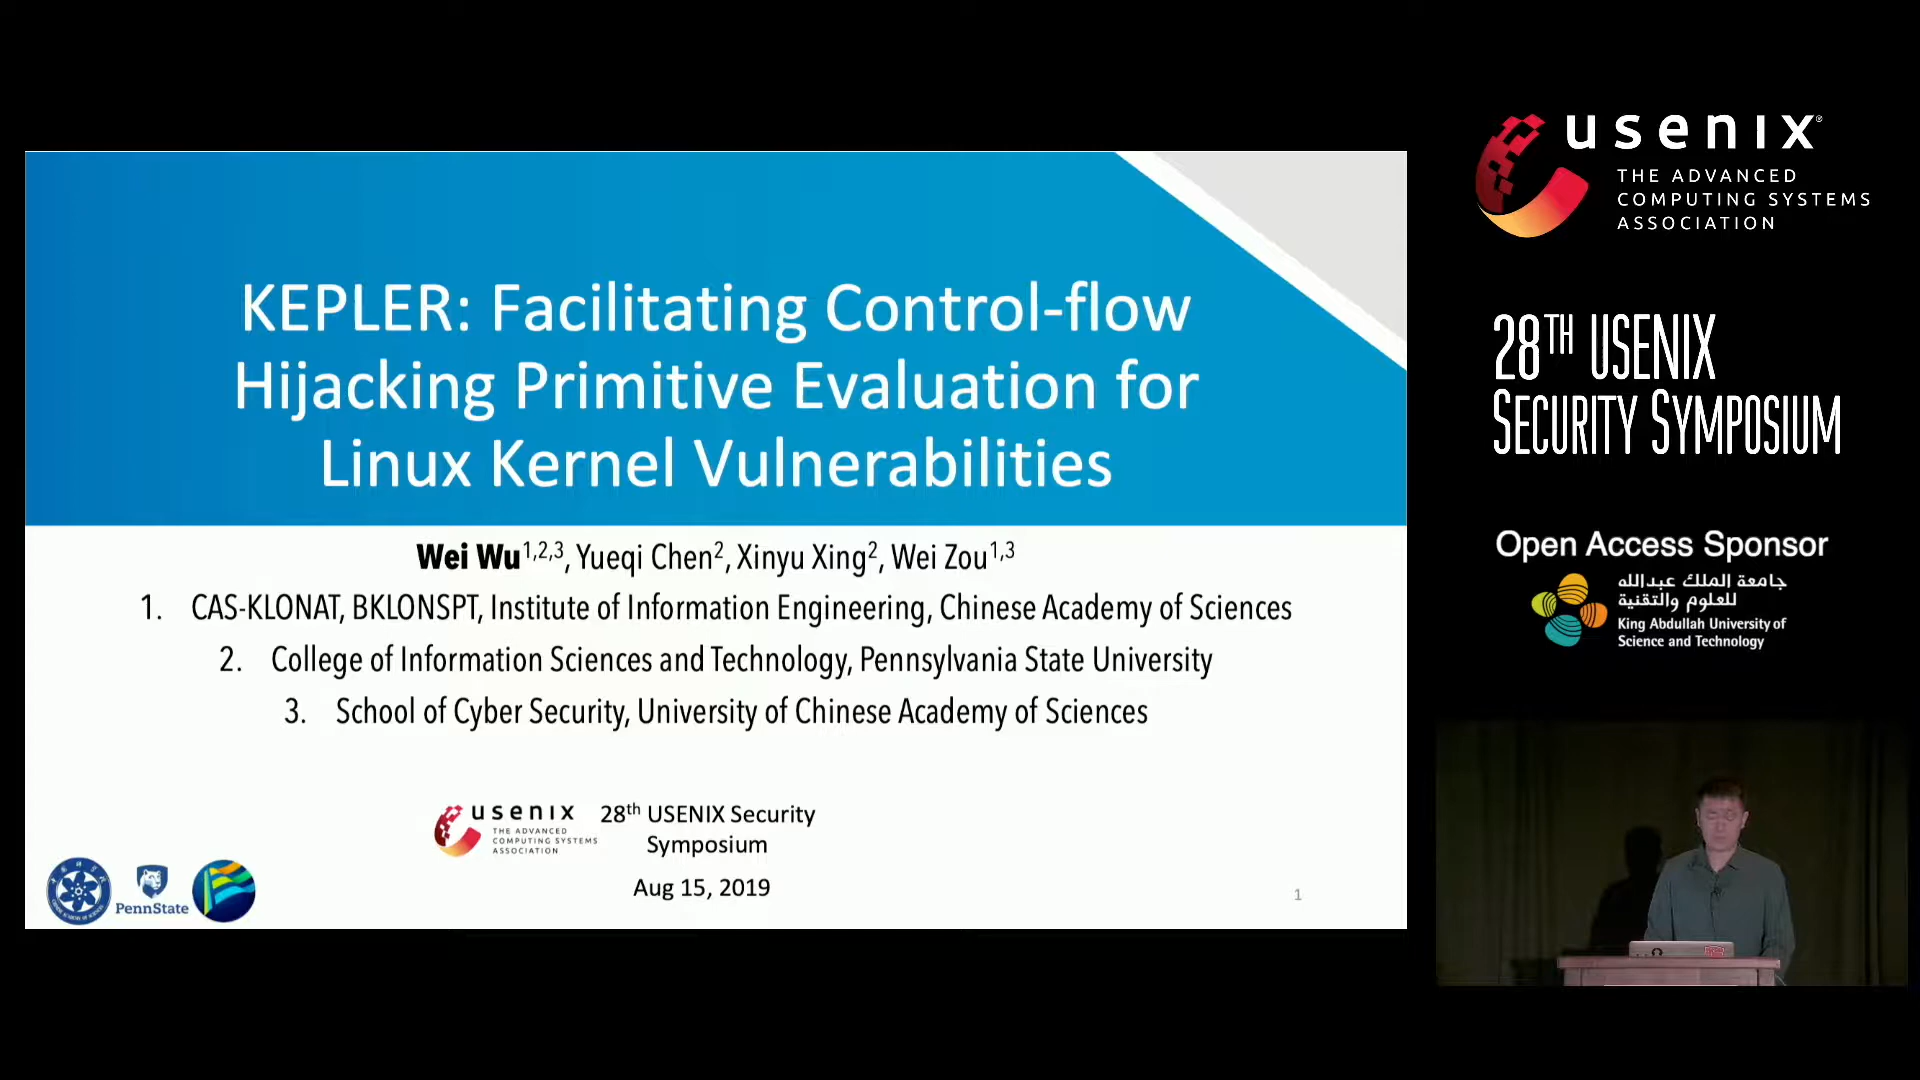 KEPLER: Facilitating Control-flow
Hijacking Primitive Evaluation for
Linux Kernel Vulnerabilities
Wei Wu1,2,3, Yueqi Chen2, Xinyu Xing2, Wei Zou1,3
1. CAS-KLONAT, BKLONSPT, Institute of Information Engineering, Chinese Academy of Sciences
2. College of Information Sciences and Technology, Pennsylvania State University
3. School of Cyber Security, University of Chinese Academy of Sciences
usenix
THE ADVANCED
COMPUTING SYSTEMS
ASSOCIATION
28th USENIX Security
Symposium
Aug 15, 2019
PennState
1
usenix®
THE ADVANCED
COMPUTING SYSTEMS
ASSOCIATION
28TH USENIX
SECURITY SYMPOSIUM
Open Access Sponsor
جامعة الملك عبدالله
للعلوم والتقنية
King Abdullah University of
Science and Technology